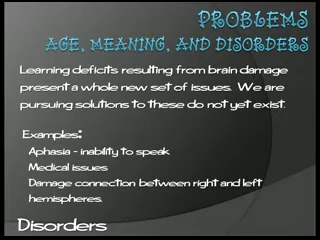 PROBLEMS
AGE, MEANING, AND DISORDERS
Learning deficits resulting from brain damage
present a whole new set of issues. We are
pursuing solutions to these do not yet exist.
Examples:
Aphasia - inability to speak
Medical issues
Damage connection between right and left
hemispheres.
Disorders